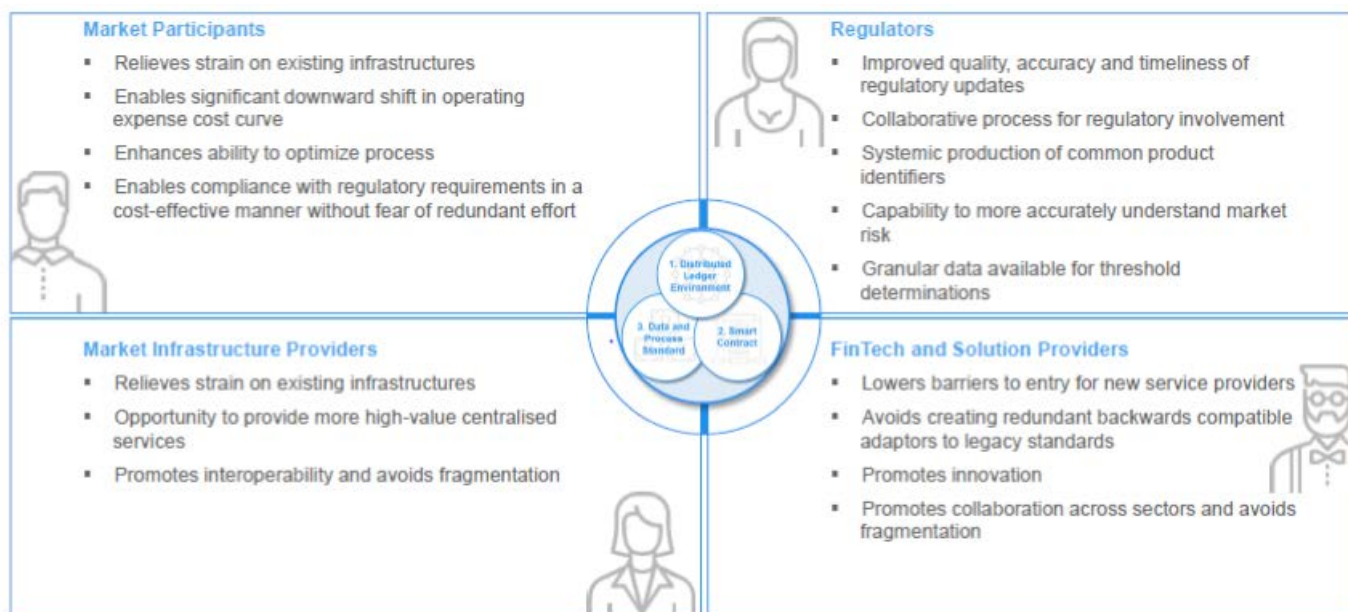 Market Participants
▪ Relieves strain on existing infrastructures
▪ Enables significant downward shift in operating
expense cost curve
▪ Enhances ability to optimize process
▪ Enables compliance with regulatory requirements in a
cost-effective manner without fear of redundant effort
Regulators
▪ Improved quality, accuracy and timeliness of
regulatory updates
▪ Collaborative process for regulatory involvement
▪ Systemic production of common product
identifiers
▪ Capability to more accurately understand market
risk
▪ Granular data available for threshold
determinations
1. Distributed
Ledger
Environment
3. Data and
Process
Standard
2. Smart
Contract
Market Infrastructure Providers
▪ Relieves strain on existing infrastructures
▪ Opportunity to provide more high-value centralised
services
▪ Promotes interoperability and avoids fragmentation
FinTech and Solution Providers
▪ Lowers barriers to entry for new service providers
▪ Avoids creating redundant backwards compatible
adaptors to legacy standards
▪ Promotes innovation
▪ Promotes collaboration across sectors and avoids
fragmentation